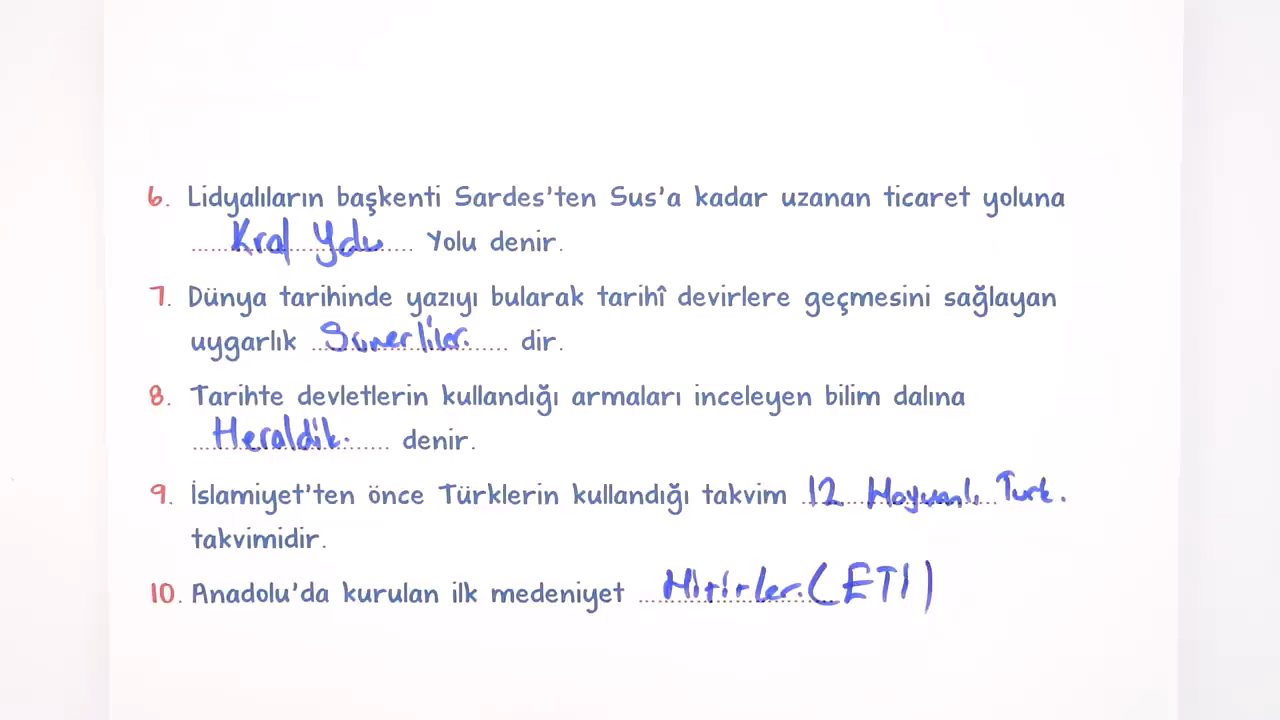 6. Lidyalıların başkenti Sardes'ten Sus'a kadar uzanan ticaret yoluna
Kral Yolu Yolu denir.
7. Dünya tarihinde yazıyı bularak tarihî devirlere geçmesini sağlayan
uygarlık Sümerliler. dir.
8. Tarihte devletlerin kullandığı armaları inceleyen bilim dalına
Heraldik. denir.
9. İslamiyet'ten önce Türklerin kullandığı takvim 12 Hayvanlı Türk.
takvimidir.
10. Anadolu'da kurulan ilk medeniyet Hititler. (ETİ)